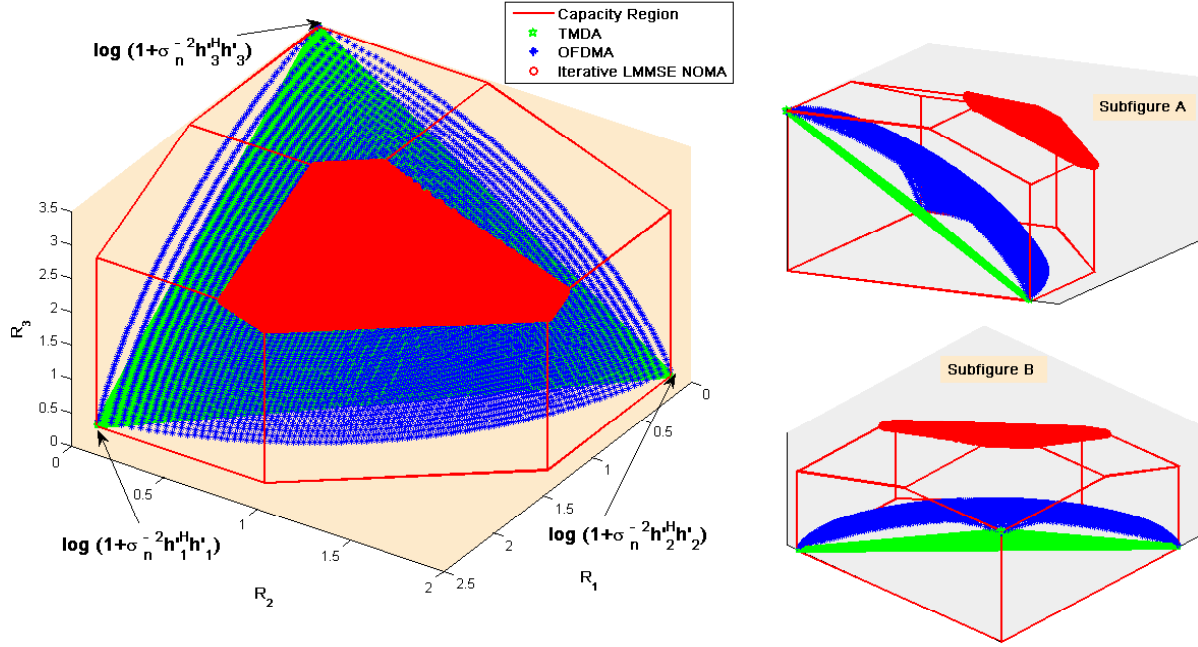 log (1+σn-2h'3Hh'3)
Capacity Region
TMDA
OFDMA
Iterative LMMSE NOMA
Subfigure A
3.5
3
2.5
2
1.5
1
0.5
0
R3
0
0.5
1
1.5
2
R2
0
0.5
1
1.5
2
2.5
R1
log (1+σn-2h'1Hh'1)
log (1+σn-2h'2Hh'2)
Subfigure B